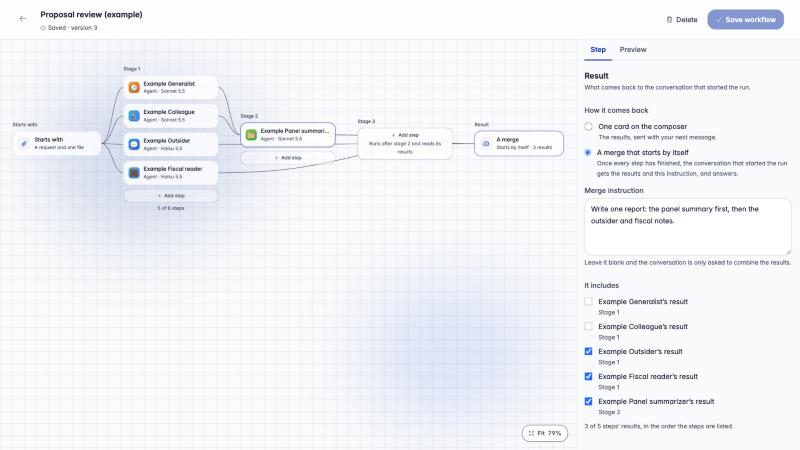 Proposal review (example)
Saved · version 3
Delete
Save workflow
Stage 1
Example Generalist
Agent · Sonnet 5.5
Example Colleague
Agent · Sonnet 5.5
Example Outsider
Agent · Haiku 5.5
Example Fiscal reader
Agent · Haiku 5.5
+ Add step
5 of 6 steps
Starts with
Starts with
A request and one file
Stage 2
Example Panel summari...
Agent · Sonnet 5.5
+ Add step
Stage 3
+ Add step
Runs after stage 2 and reads its
results
Result
A merge
Starts by itself · 3 results
Fit 79%
Step
Preview
Result
What comes back to the conversation that started the run.
How it comes back
One card on the composer
The results, sent with your next message.
A merge that starts by itself
Once every step has finished, the conversation that started the run
gets the results and this instruction, and answers.
Merge instruction
Write one report: the panel summary first, then the
outsider and fiscal notes.
Leave it blank and the conversation is only asked to combine the results.
It includes
Example Generalist's result
Stage 1
Example Colleague's result
Stage 1
Example Outsider's result
Stage 1
Example Fiscal reader's result
Stage 1
Example Panel summarizer's result
Stage 2
3 of 5 steps' results, in the order the steps are listed.